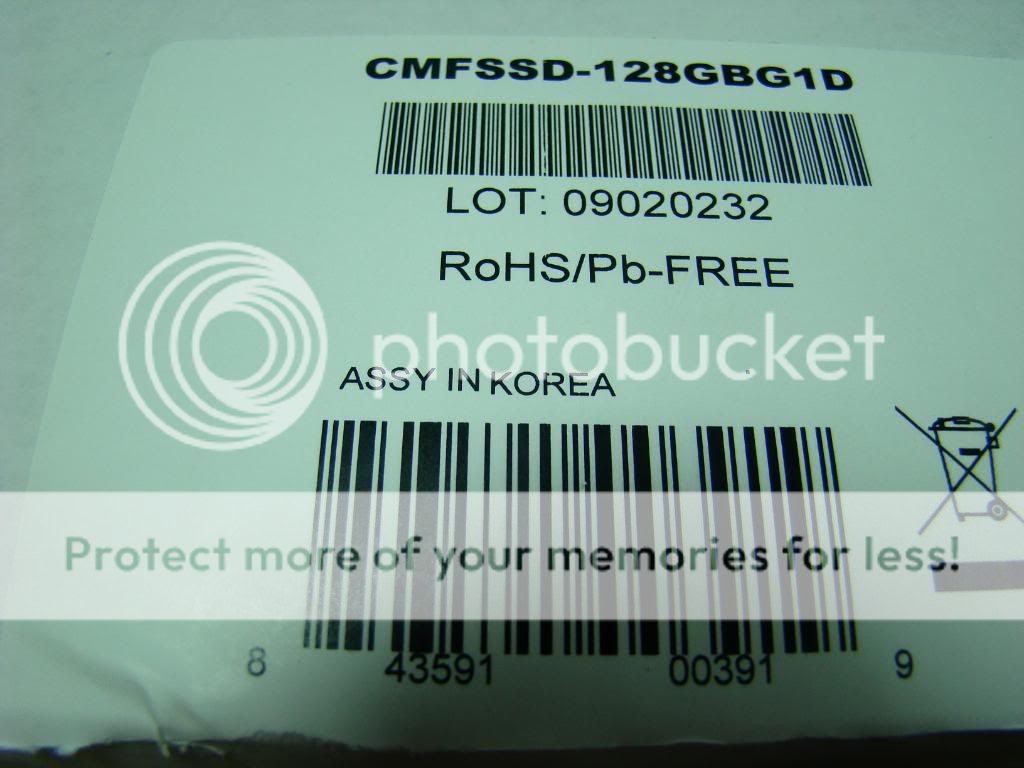 CMFSSD-128GBG1D
LOT: 09020232
RoHS/Pb-FREE
photobucket
ASSY IN KOREA
Protect more of your memories for less!
8 43591 00391 9